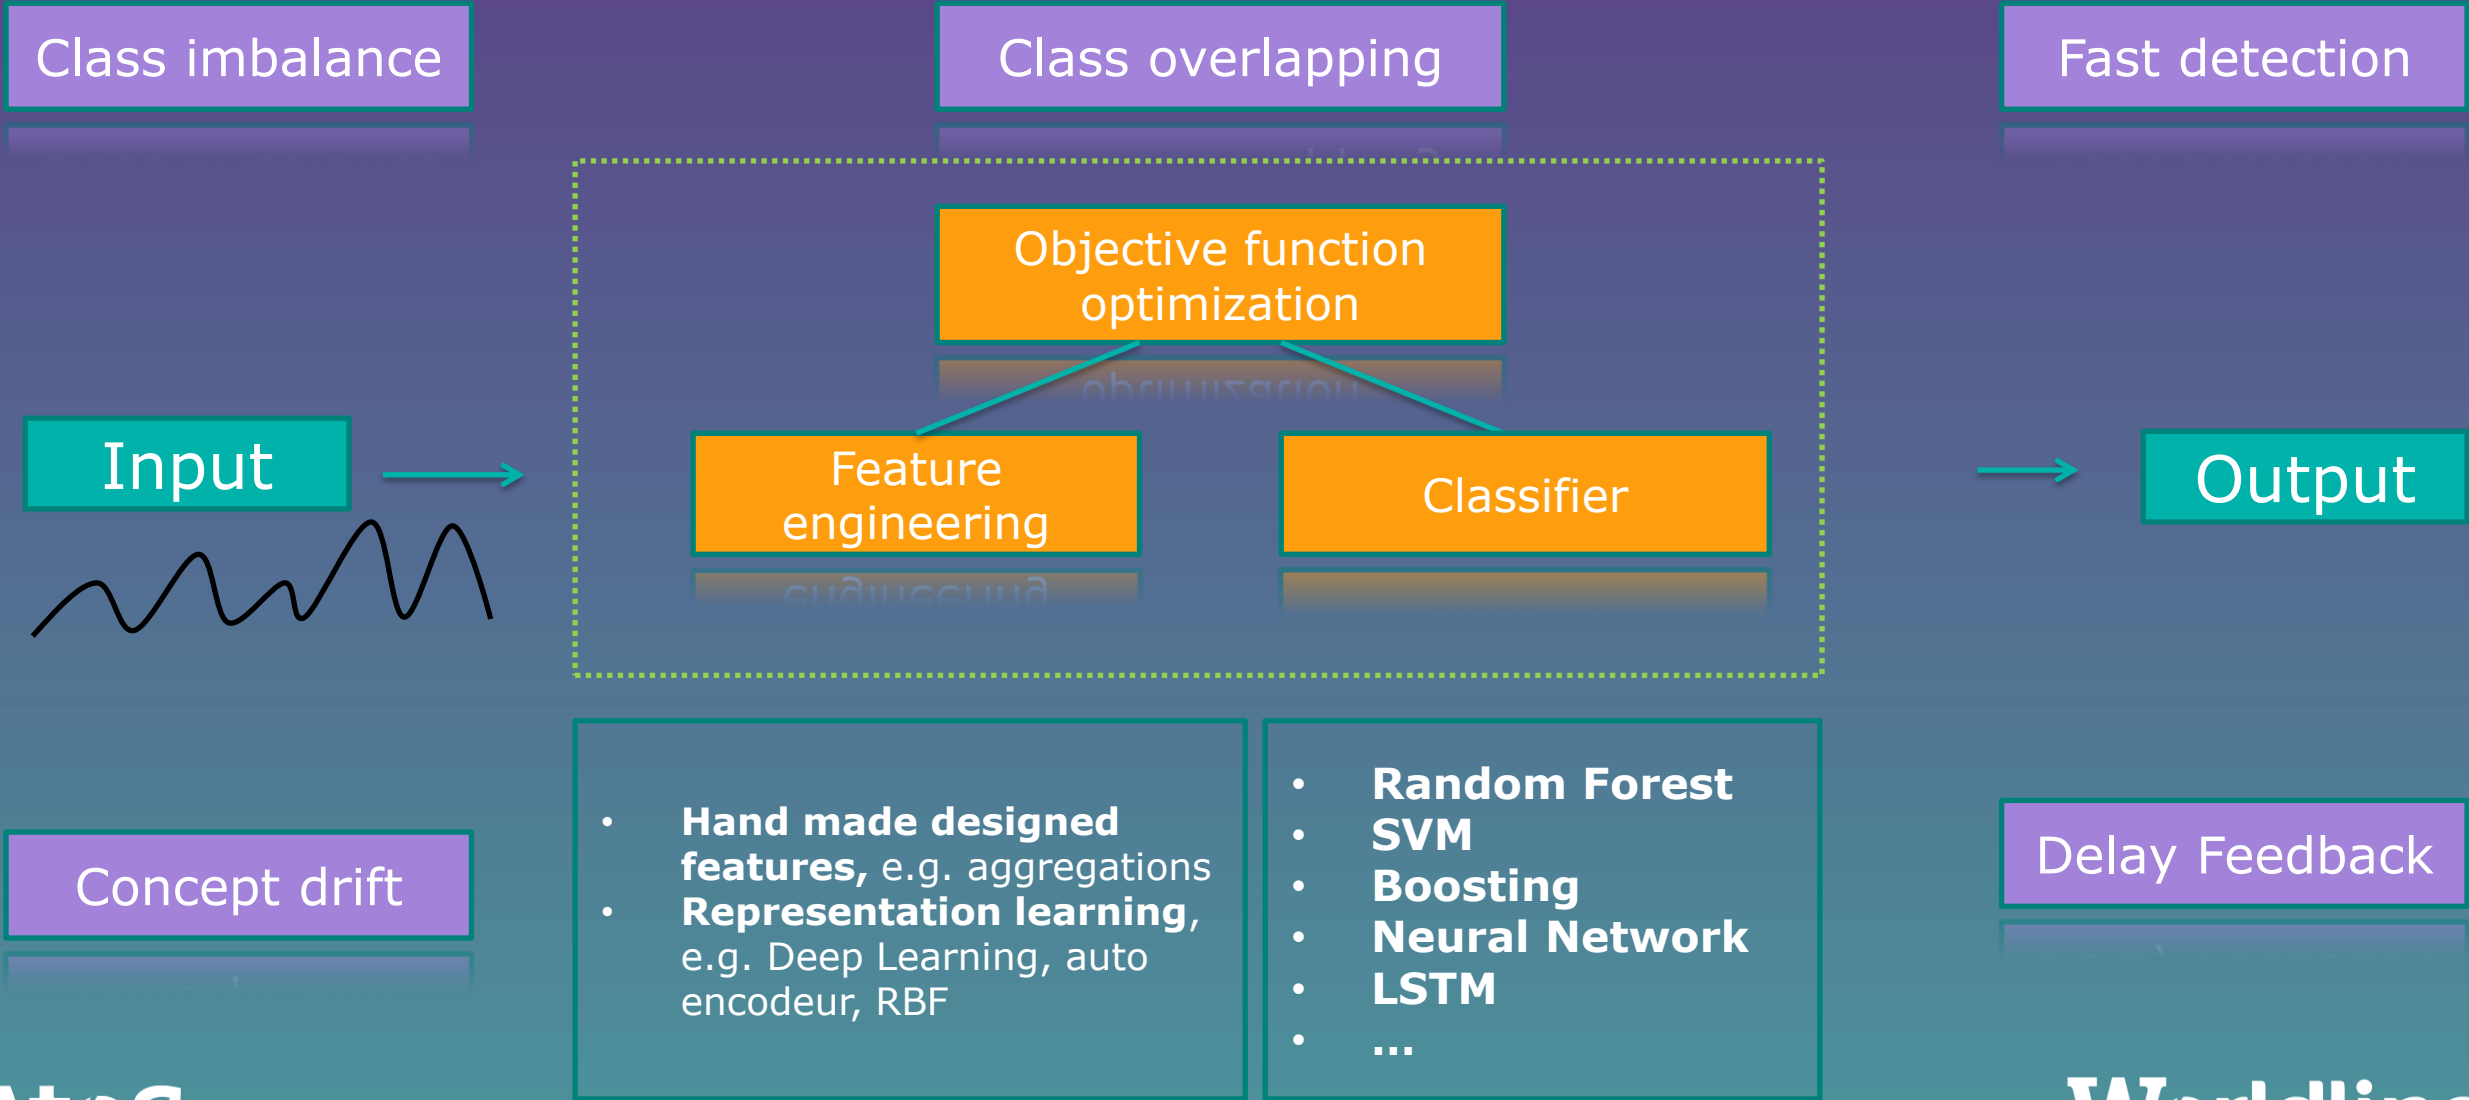 Class imbalance
Class overlapping
Fast detection
Objective function
optimization
Input
Feature
engineering
Classifier
Output
• Hand made designed
features, e.g. aggregations
• Representation learning,
e.g. Deep Learning, auto
encodeur, RBF
• Random Forest
• SVM
• Boosting
• Neural Network
• LSTM
• ...
Concept drift
Delay Feedback